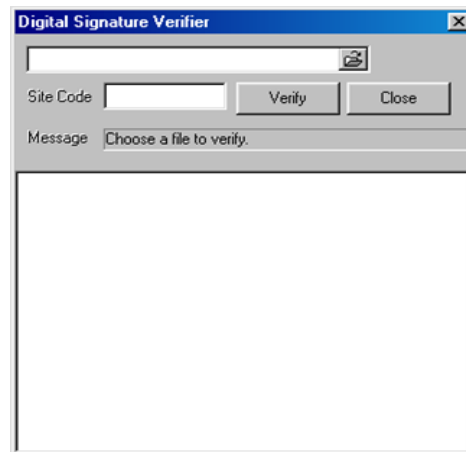 Digital Signature Verifier
Site Code Verify Close
Message Choose a file to verify.